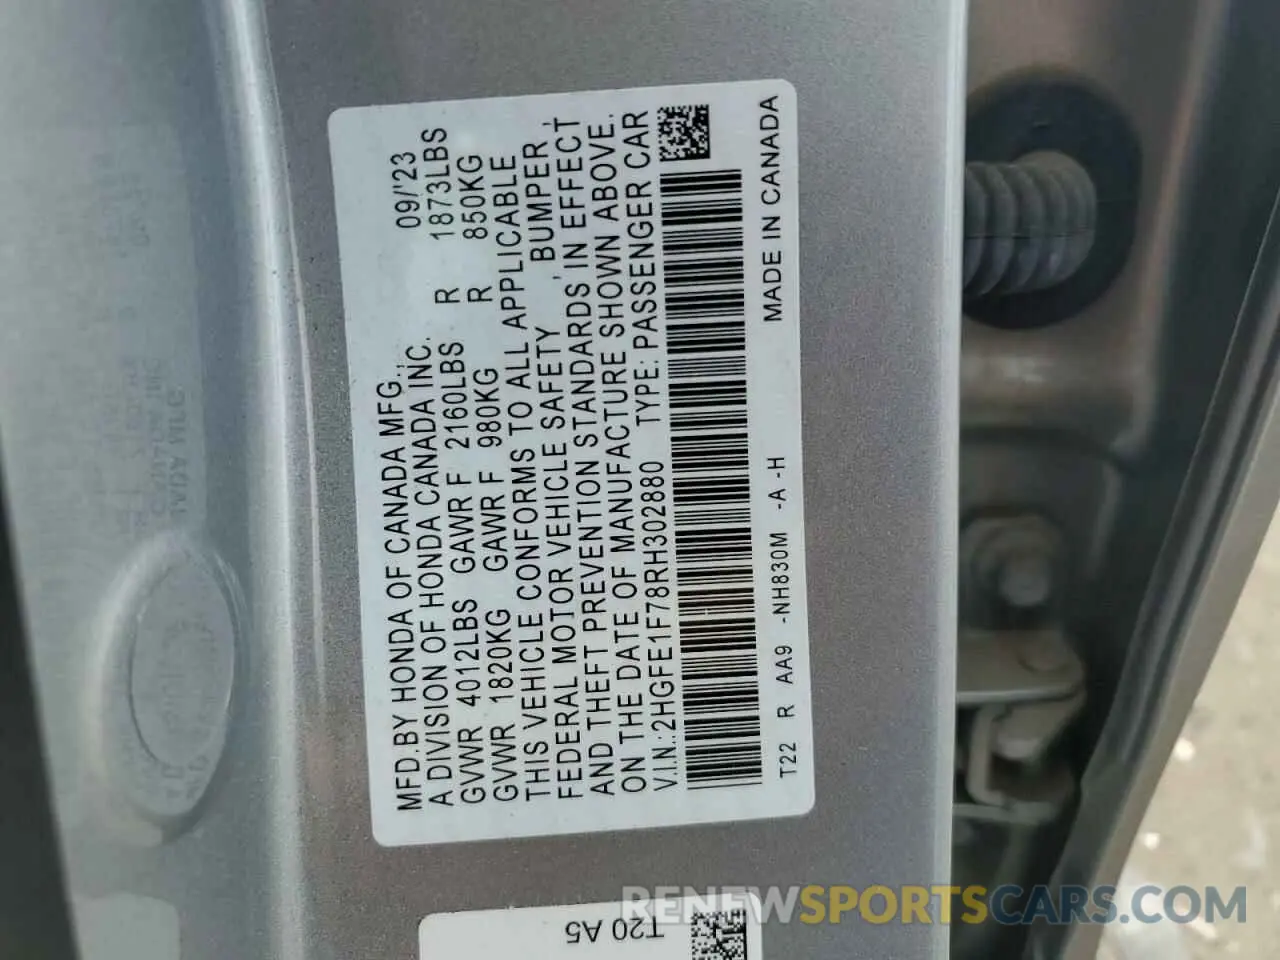 MFD.BY HONDA OF CANADA MFG., 09/'23
A DIVISION OF HONDA CANADA INC.
GVWR 4012LBS GAWR F 2160LBS R 1873LBS
GVWR 1820KG GAWR F 980KG R 850KG
THIS VEHICLE CONFORMS TO ALL APPLICABLE
FEDERAL MOTOR VEHICLE SAFETY , BUMPER ,
AND THEFT PREVENTION STANDARDS IN EFFECT
ON THE DATE OF MANUFACTURE SHOWN ABOVE.
V.I.N.:2HGFE1F78RH302880 TYPE: PASSENGER CAR
T22 R AA9 -NH830M -A -H MADE IN CANADA
T20 A5
RENEWSPORTSCARS.COM